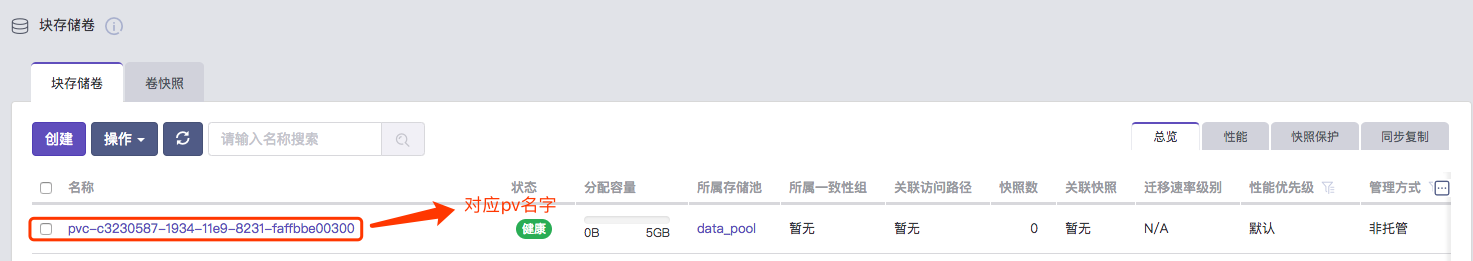 块存储卷
块存储卷 卷快照
创建 操作 请输入名称搜索 总览 性能 快照保护 同步复制
名称 状态 分配容量 所属存储池 所属一致性组 关联访问路径 快照数 关联快照 迁移速率级别 性能优先级 管理方式
对应pv名字
pvc-c3230587-1934-11e9-8231-faffbbe00300 健康 0B 5GB data_pool 暂无 暂无 0 暂无 N/A 默认 非托管